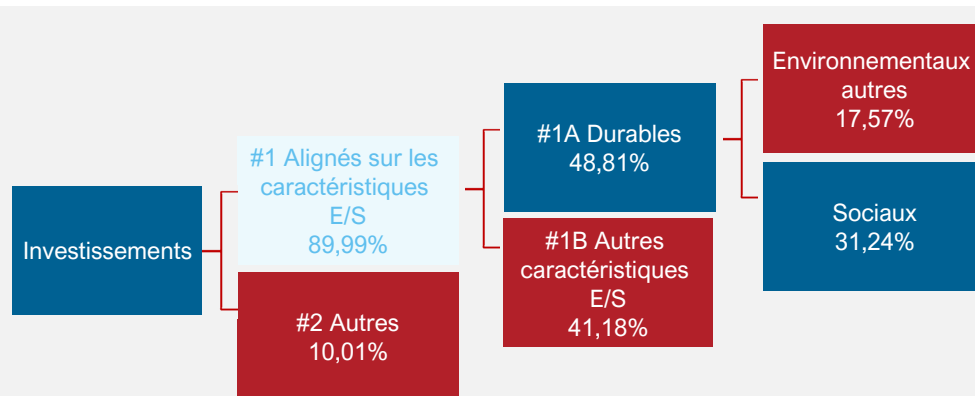 Investissements
#1 Alignés sur les
caractéristiques
E/S
89,99%
#2 Autres
10,01%
#1A Durables
48,81%
#1B Autres
caractéristiques
E/S
41,18%
Environnementaux
autres
17,57%
Sociaux
31,24%